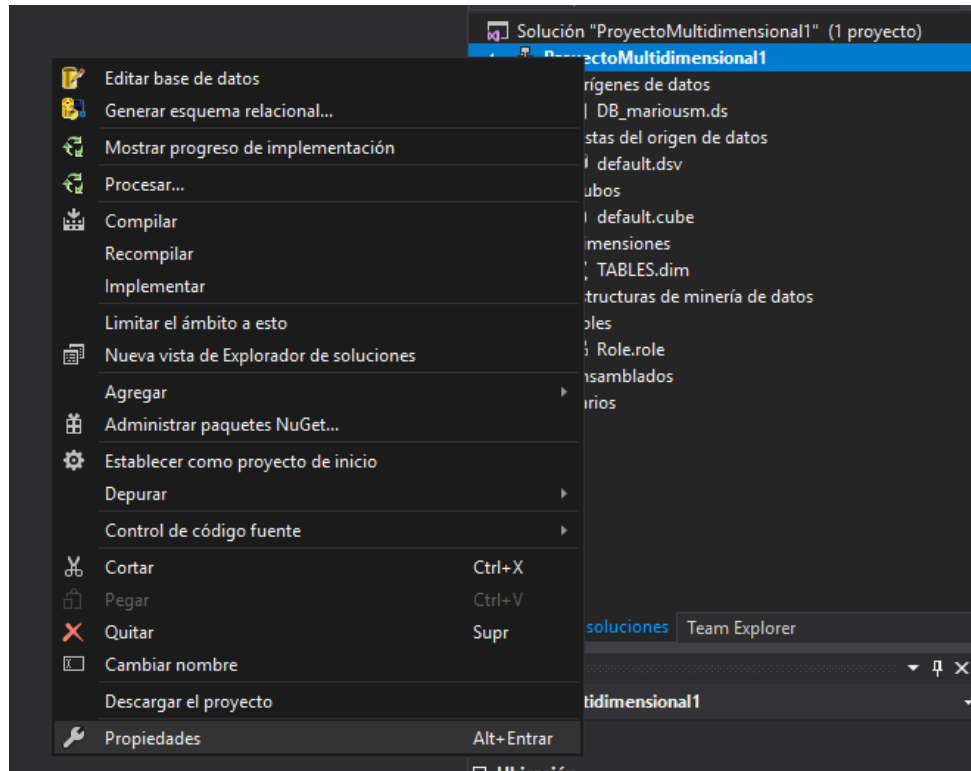 Solución "ProyectoMultidimensional1" (1 proyecto)
ectoMultidimensional1
Editar base de datos
rígenes de datos
Generar esquema relacional...
DB_mariousm.ds
Mostrar progreso de implementación
stas del origen de datos
default.dsv
Procesar...
ubos
Compilar
default.cube
Recompilar
imensiones
TABLES.dim
Implementar
tructuras de minería de datos
Limitar el ámbito a esto
oles
Nueva vista de Explorador de soluciones
Role.role
nsamblados
Agregar
rios
Administrar paquetes NuGet...
Establecer como proyecto de inicio
Depurar
Control de código fuente
Cortar Ctrl+X
Pegar Ctrl+V
Quitar Supr
soluciones Team Explorer
Cambiar nombre
Descargar el proyecto
tidimensional1
Propiedades Alt+Entrar